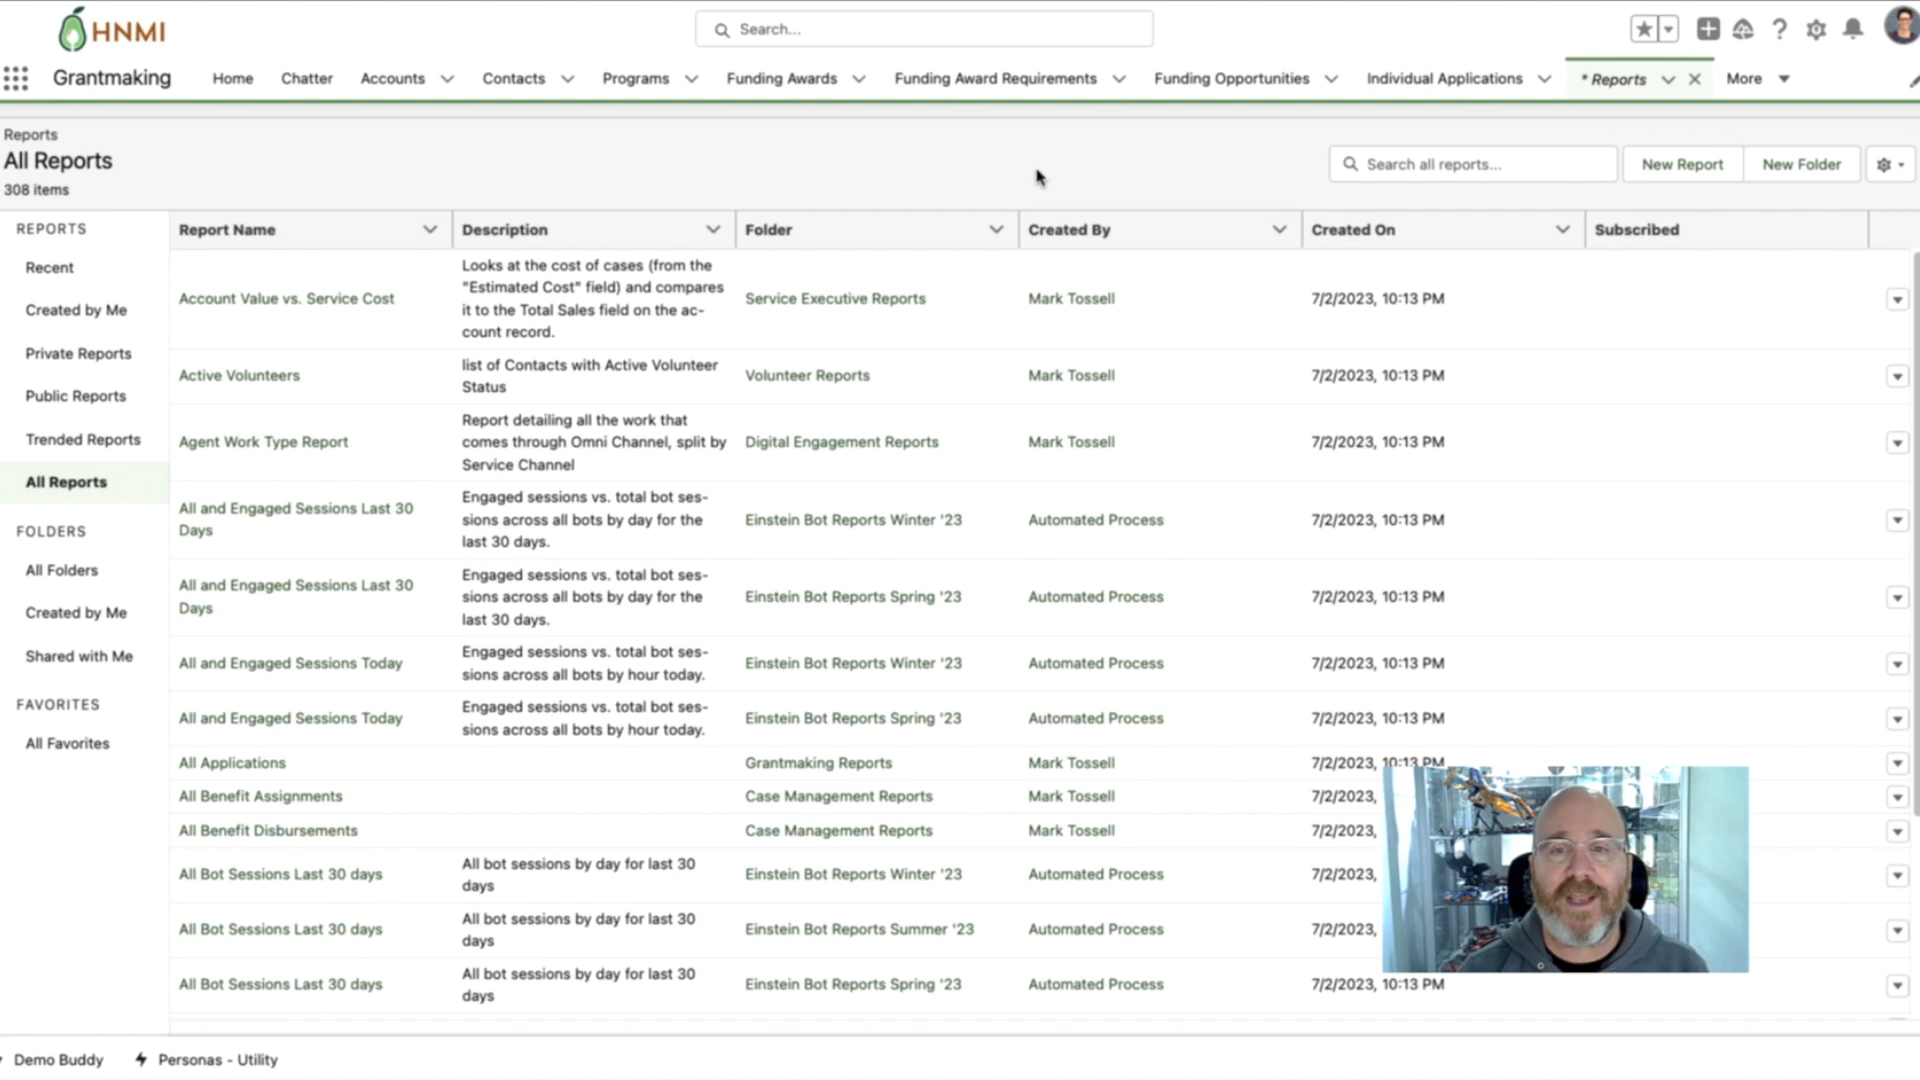 HNMI
Search...
Grantmaking
Home
Chatter
Accounts
Contacts
Programs
Funding Awards
Funding Award Requirements
Funding Opportunities
Individual Applications
* Reports
More
Reports
All Reports
308 items
Search all reports...
New Report
New Folder
REPORTS
Recent
Created by Me
Private Reports
Public Reports
Trended Reports
All Reports
FOLDERS
All Folders
Created by Me
Shared with Me
FAVORITES
All Favorites
Report Name
Description
Folder
Created By
Created On
Subscribed
Account Value vs. Service Cost
Looks at the cost of cases (from the
"Estimated Cost" field) and compares
it to the Total Sales field on the ac-
count record.
Service Executive Reports
Mark Tossell
7/2/2023, 10:13 PM
Active Volunteers
list of Contacts with Active Volunteer
Status
Volunteer Reports
Mark Tossell
7/2/2023, 10:13 PM
Agent Work Type Report
Report detailing all the work that
comes through Omni Channel, split by
Service Channel
Digital Engagement Reports
Mark Tossell
7/2/2023, 10:13 PM
All and Engaged Sessions Last 30
Days
Engaged sessions vs. total bot ses-
sions across all bots by day for the
last 30 days.
Einstein Bot Reports Winter '23
Automated Process
7/2/2023, 10:13 PM
All and Engaged Sessions Last 30
Days
Engaged sessions vs. total bot ses-
sions across all bots by day for the
last 30 days.
Einstein Bot Reports Spring '23
Automated Process
7/2/2023, 10:13 PM
All and Engaged Sessions Today
Engaged sessions vs. total bot ses-
sions across all bots by hour today.
Einstein Bot Reports Winter '23
Automated Process
7/2/2023, 10:13 PM
All and Engaged Sessions Today
Engaged sessions vs. total bot ses-
sions across all bots by hour today.
Einstein Bot Reports Spring '23
Automated Process
7/2/2023, 10:13 PM
All Applications
Grantmaking Reports
Mark Tossell
7/2/2023, 10:13 PM
All Benefit Assignments
Case Management Reports
Mark Tossell
7/2/2023,
All Benefit Disbursements
Case Management Reports
Mark Tossell
7/2/2023,
All Bot Sessions Last 30 days
All bot sessions by day for last 30
days
Einstein Bot Reports Winter '23
Automated Process
7/2/2023,
All Bot Sessions Last 30 days
All bot sessions by day for last 30
days
Einstein Bot Reports Summer '23
Automated Process
7/2/2023,
All Bot Sessions Last 30 days
All bot sessions by day for last 30
days
Einstein Bot Reports Spring '23
Automated Process
7/2/2023, 10:13 PM
Demo Buddy
Personas - Utility